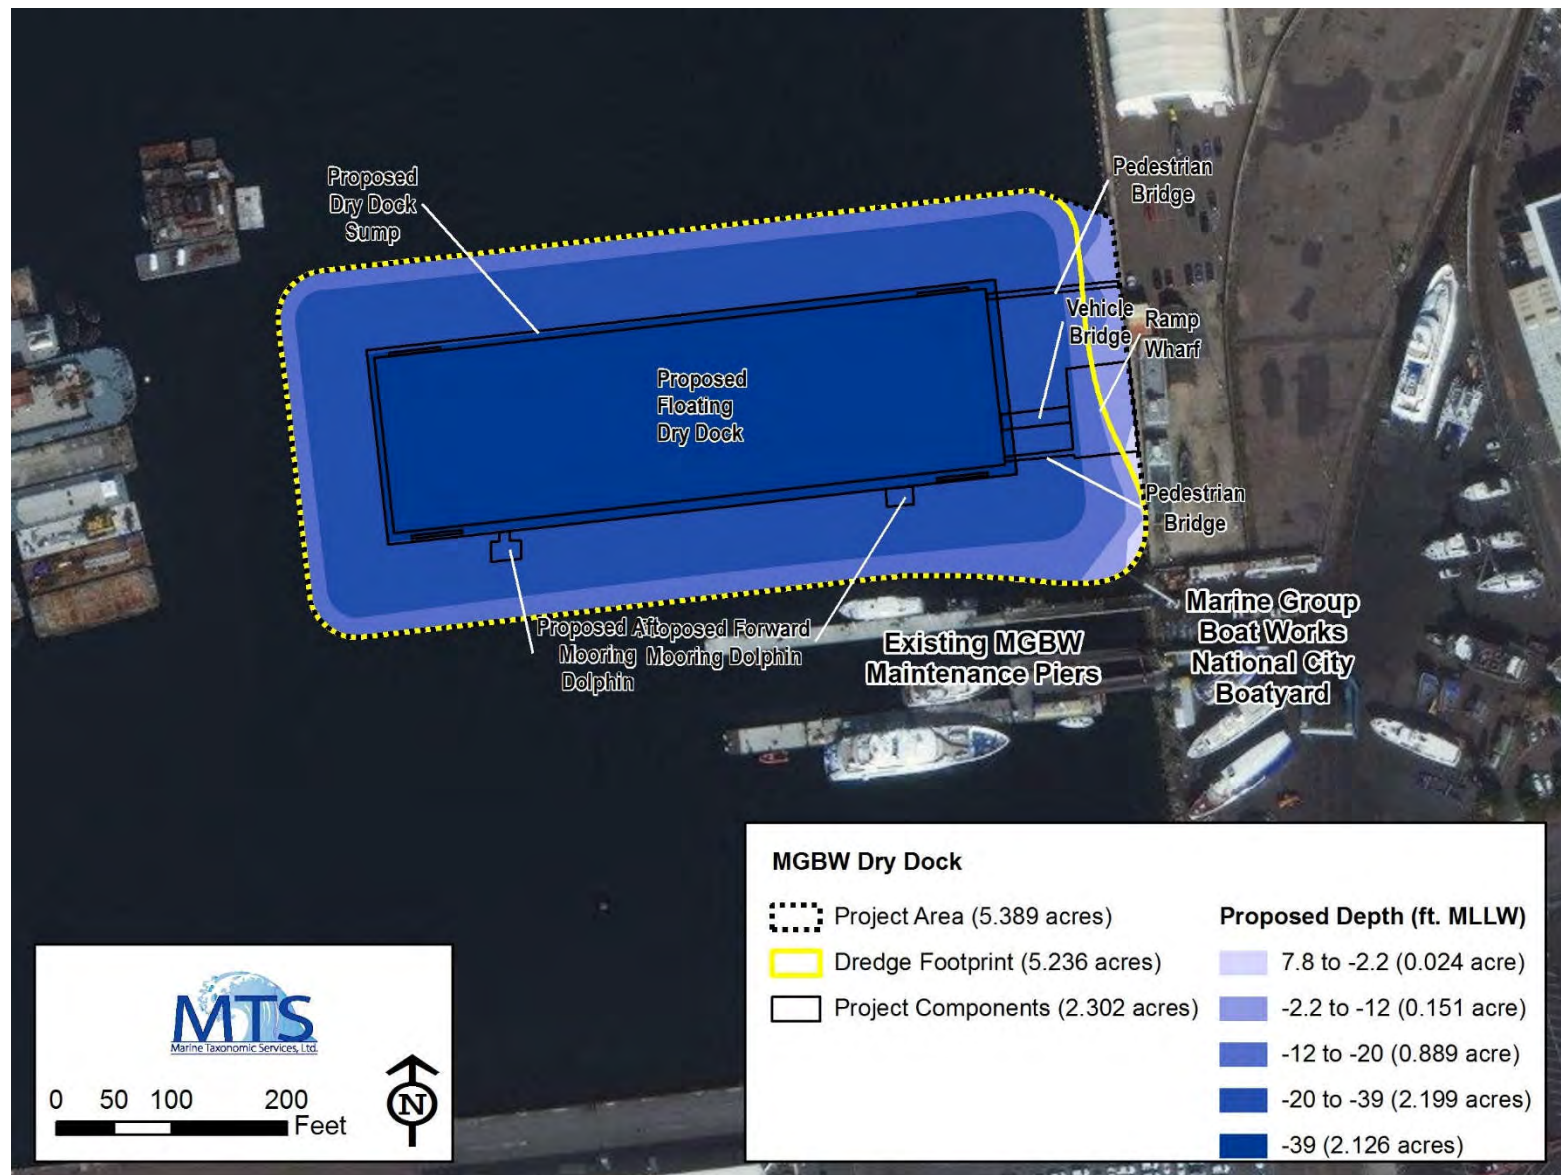 Proposed
Dry Dock
Sump
Pedestrian
Bridge
Vehicle
Bridge
Ramp
Wharf
Proposed
Floating
Dry Dock
Pedestrian
Bridge
Proposed Aft
Mooring
Dolphin
Proposed Forward
Mooring Dolphin
Existing MGBW
Maintenance Piers
Marine Group
Boat Works
National City
Boatyard
MGBW Dry Dock
Project Area (5.389 acres)
Dredge Footprint (5.236 acres)
Project Components (2.302 acres)
Proposed Depth (ft. MLLW)
7.8 to -2.2 (0.024 acre)
-2.2 to -12 (0.151 acre)
-12 to -20 (0.889 acre)
-20 to -39 (2.199 acres)
-39 (2.126 acres)
MTS
Marine Taxonomic Services, Ltd.
0 50 100 200
Feet
N